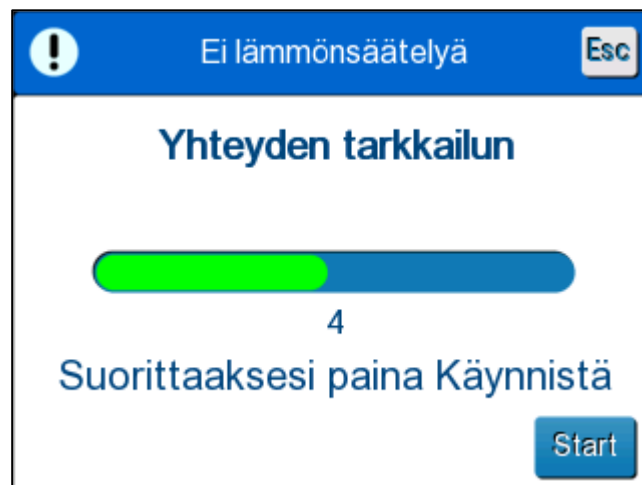 Ei lämmönsäätelyä
Esc
Yhteyden tarkkailun
4
Suorittaaksesi paina Käynnistä
Start